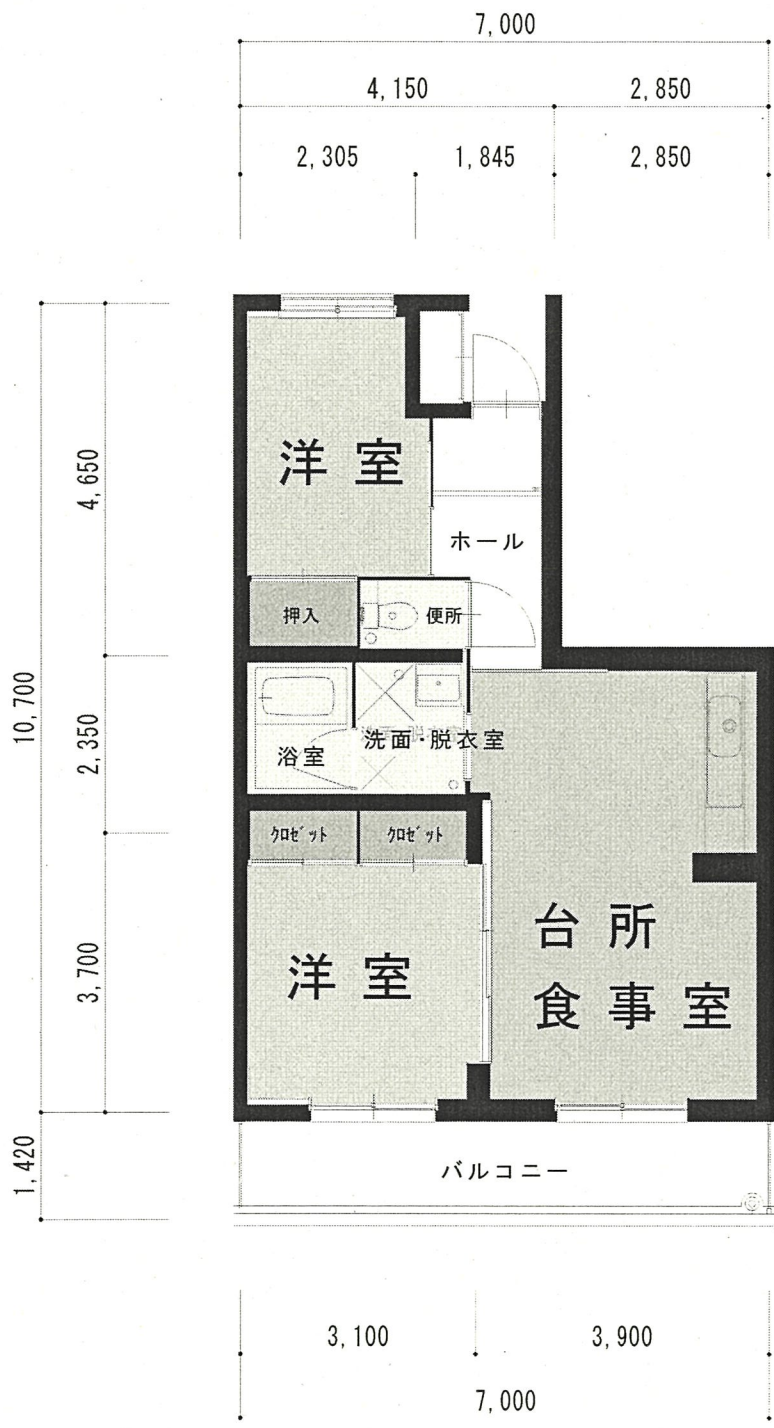 7,000
4,150
2,850
2,305
1,845
2,850
4,650
10,700
2,350
3,700
1,420
洋室
ホール
押入
便所
浴室
洗面・脱衣室
クロゼット
クロゼット
洋室
台所
食事室
バルコニー
3,100
3,900
7,000